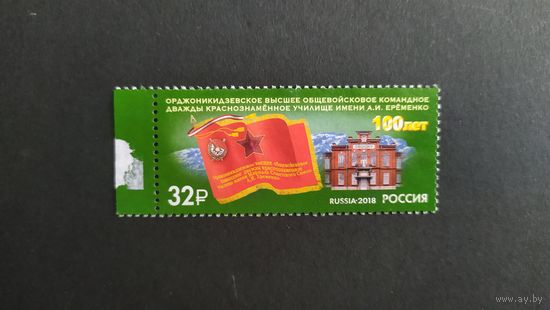 ОРДЖОНИКИДЗЕВСКОЕ ВЫСШЕЕ ОБЩЕВОЙСКОВОЕ КОМАНДНОЕ
ДВАЖДЫ КРАСНОЗНАМЁННОЕ УЧИЛИЩЕ ИМЕНИ А.И. ЕРЁМЕНКО
100 лет
32₽
RUSSIA•2018 РОССИЯ
www.ay.by